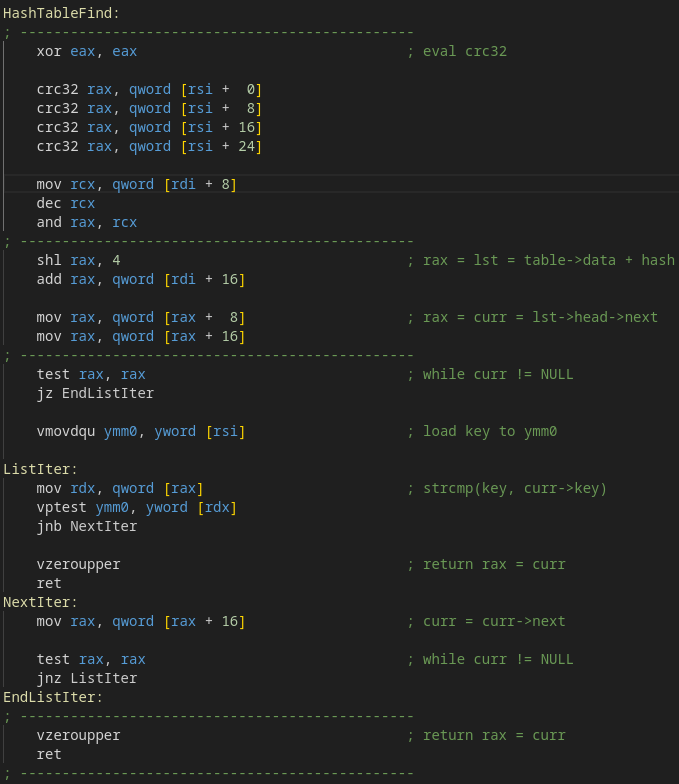 HashTableFind:
; -----------------------------------------------
    xor eax, eax                                ; eval crc32
    crc32 rax, qword [rsi +  0]
    crc32 rax, qword [rsi +  8]
    crc32 rax, qword [rsi + 16]
    crc32 rax, qword [rsi + 24]
    mov rcx, qword [rdi + 8]
    dec rcx
    and rax, rcx
; -----------------------------------------------
    shl rax, 4                                  ; rax = lst = table->data + hash
    add rax, qword [rdi + 16]
    mov rax, qword [rax +  8]                   ; rax = curr = lst->head->next
    mov rax, qword [rax + 16]
; -----------------------------------------------
    test rax, rax                               ; while curr != NULL
    jz EndListIter
    vmovdqu ymm0, yword [rsi]                   ; load key to ymm0
ListIter:
    mov rdx, qword [rax]                        ; strcmp(key, curr->key)
    vptest ymm0, yword [rdx]
    jnb NextIter
    vzeroupper                                  ; return rax = curr
    ret
NextIter:
    mov rax, qword [rax + 16]                   ; curr = curr->next
    test rax, rax                               ; while curr != NULL
    jnz ListIter
EndListIter:
; -----------------------------------------------
    vzeroupper                                  ; return rax = curr
    ret
; -----------------------------------------------